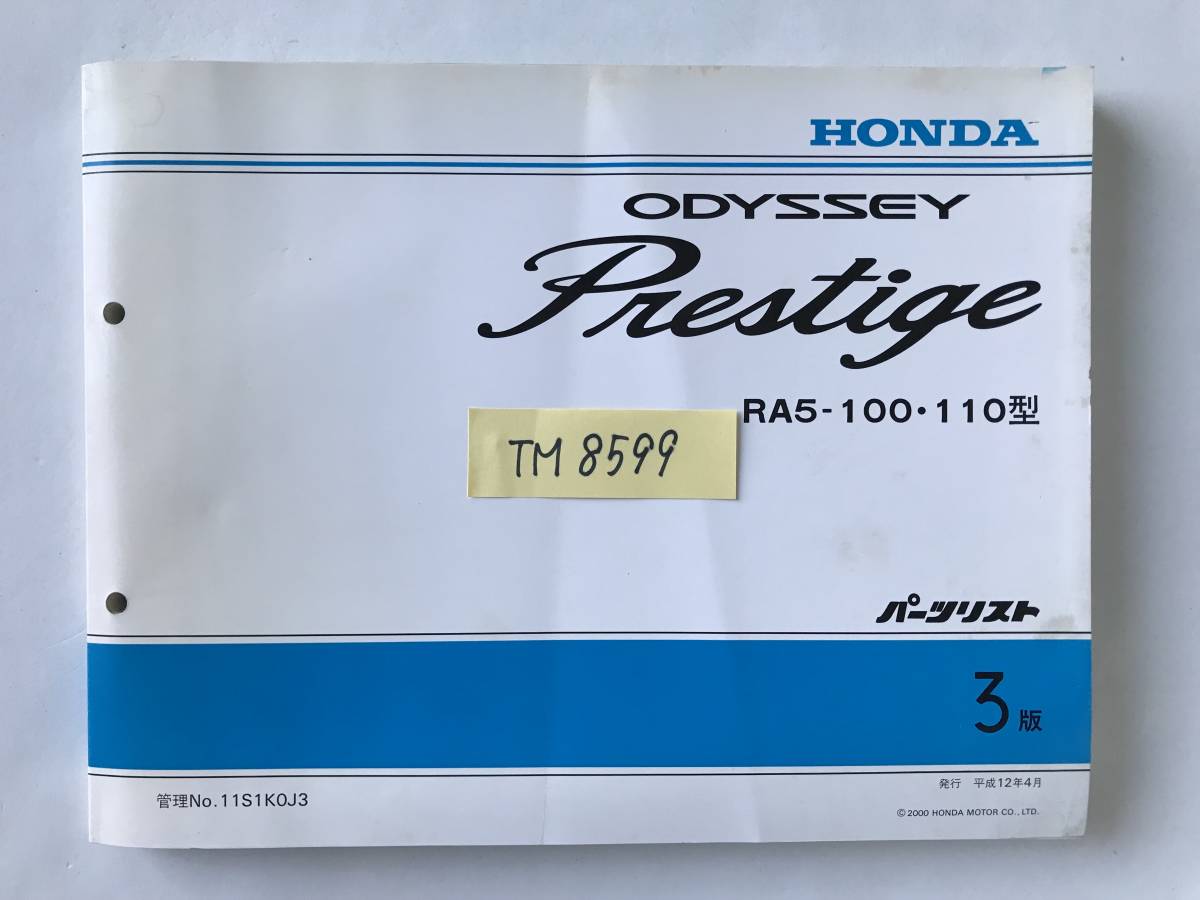 HONDA
ODYSSEY
Prestige
RA5-100・110型
TM 8599
パーツリスト
3版
発行 平成12年4月
管理No.11S1K0J3
©2000 HONDA MOTOR CO., LTD.